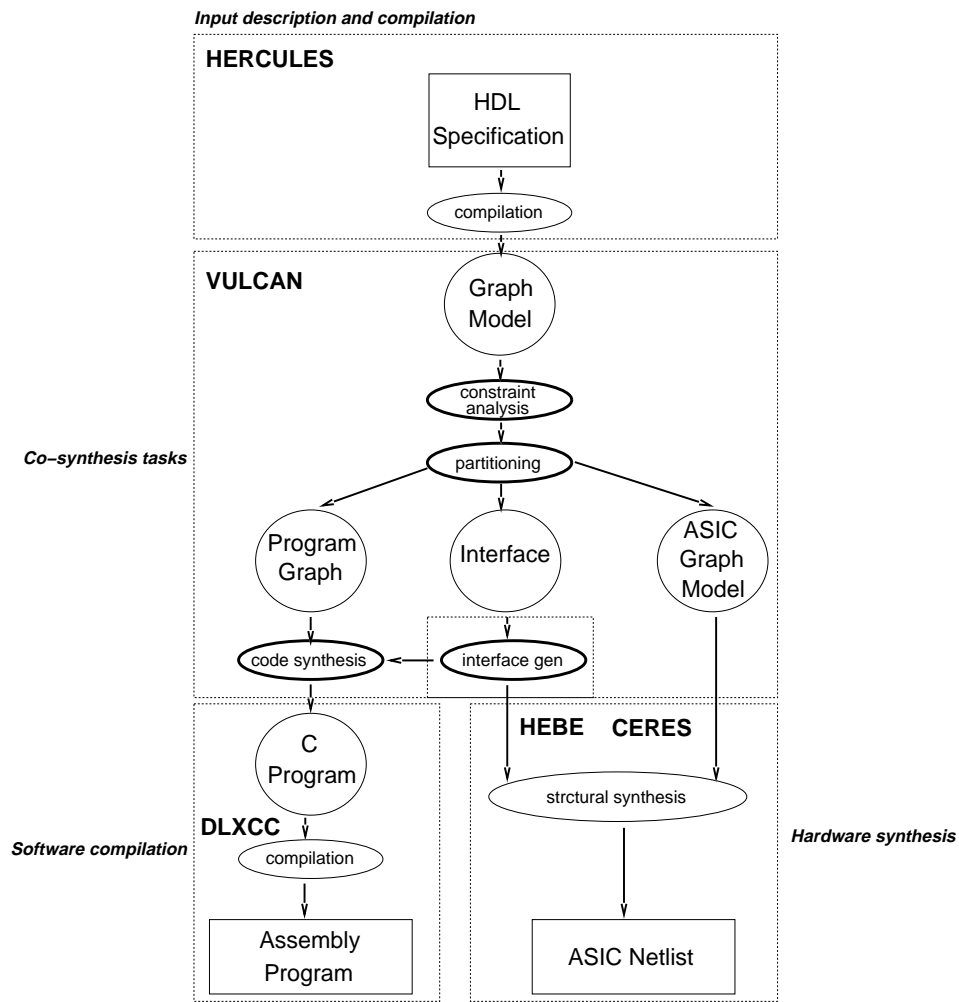 Input description and compilation
HERCULES
HDL
Specification
compilation
VULCAN
Graph
Model
constraint
analysis
Co–synthesis tasks
partitioning
Program
Graph
Interface
ASIC
Graph
Model
code synthesis
interface gen
HEBE CERES
C
Program
strctural synthesis
DLXCC
Software compilation
compilation
Hardware synthesis
Assembly
Program
ASIC Netlist